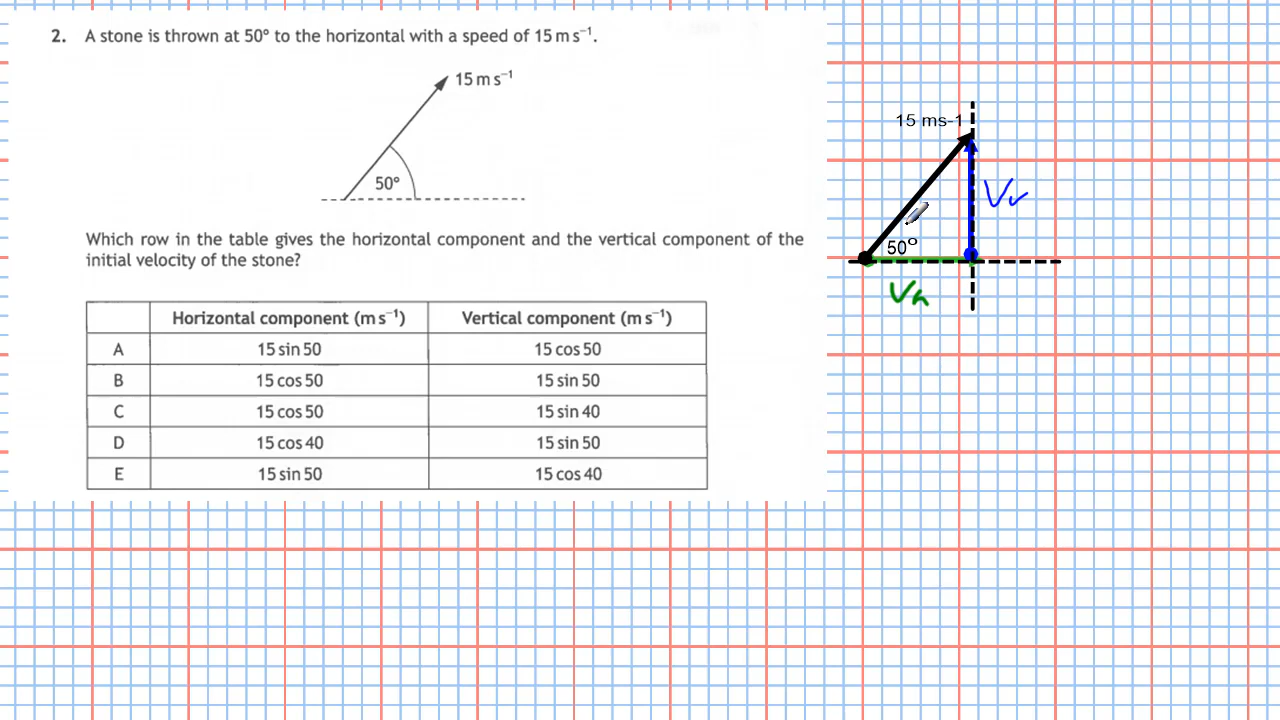 2. A stone is thrown at 50° to the horizontal with a speed of 15 m s⁻¹.
15 m s⁻¹
50°
Which row in the table gives the horizontal component and the vertical component of the
initial velocity of the stone?
Horizontal component (m s⁻¹) Vertical component (m s⁻¹)
A 15 sin 50 15 cos 50
B 15 cos 50 15 sin 50
C 15 cos 50 15 sin 40
D 15 cos 40 15 sin 50
E 15 sin 50 15 cos 40
15 ms-1
Vv
50°
Vh